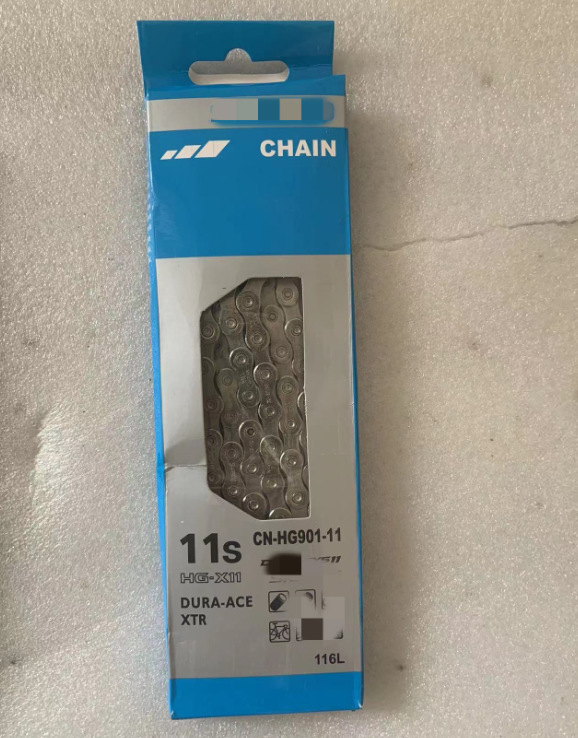 CHAIN
11s
CN-HG901-11
HG-X11
DURA-ACE
XTR
116L